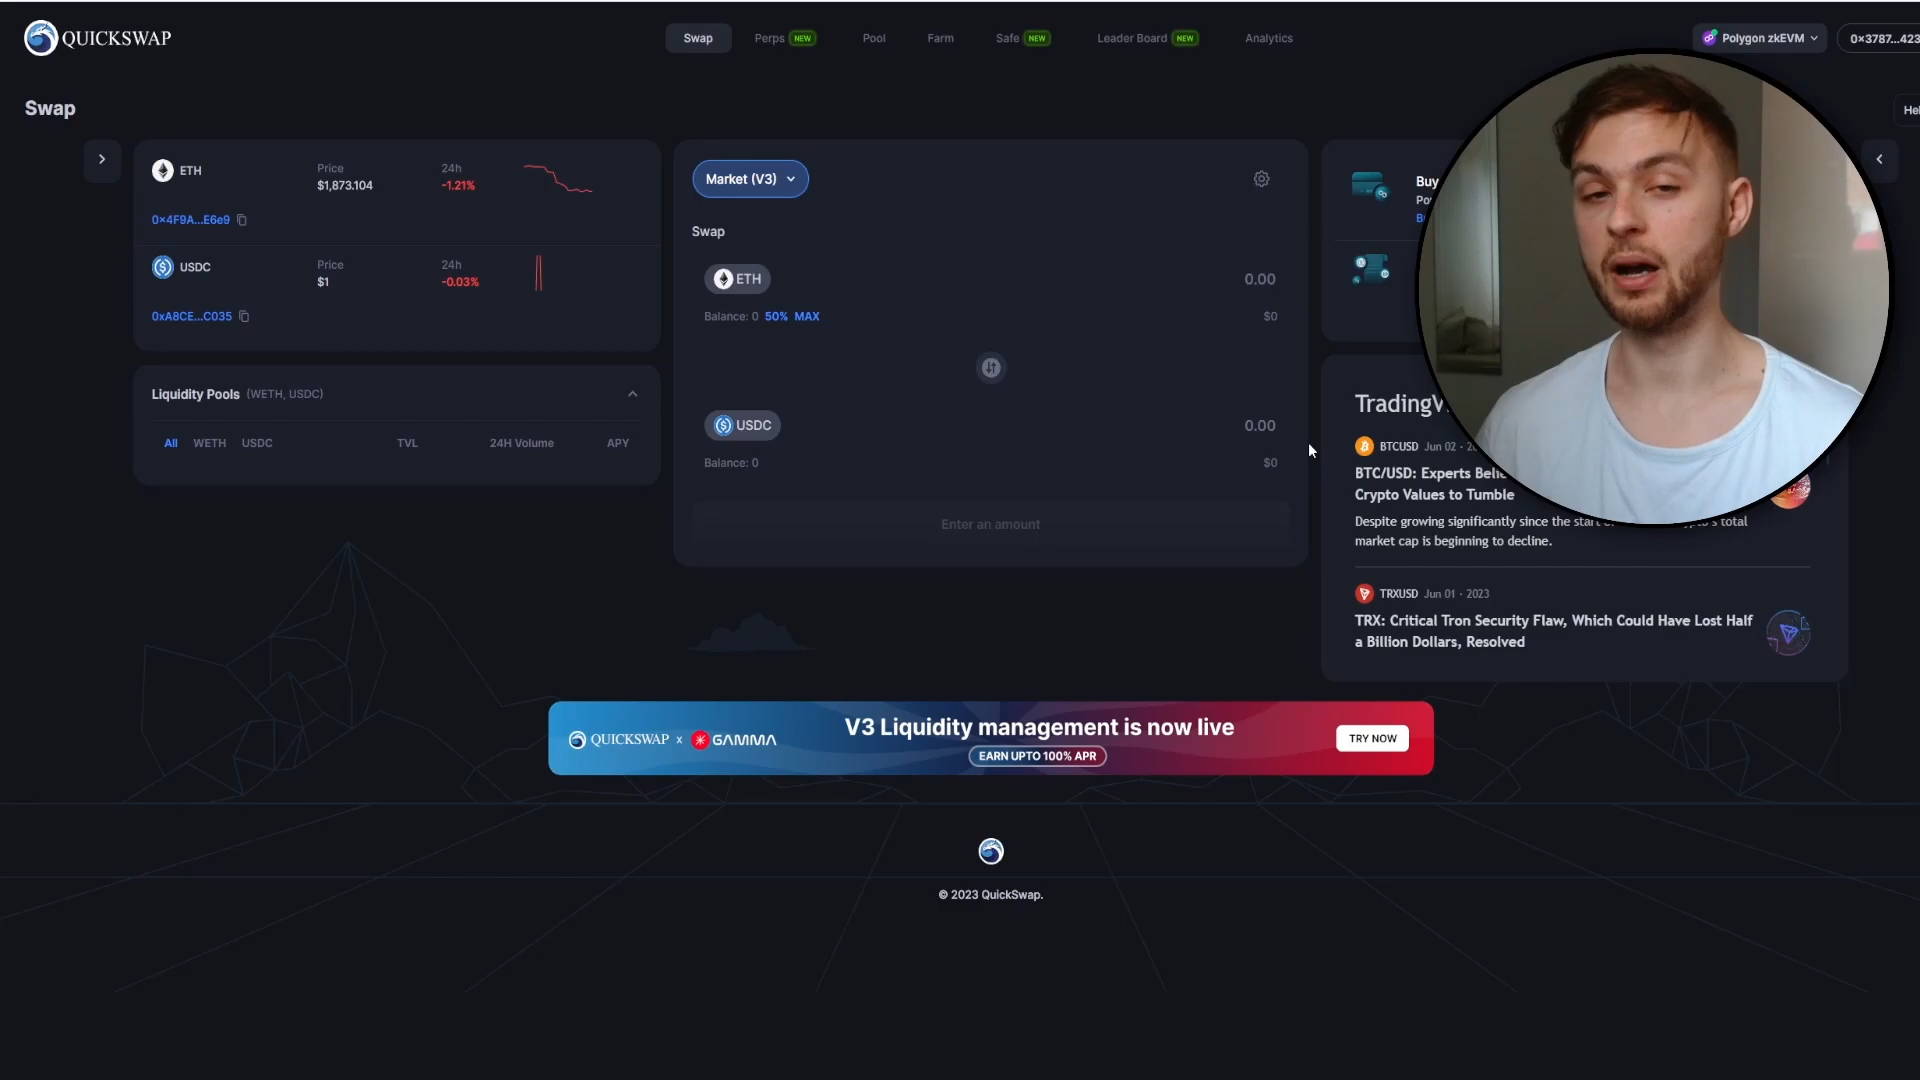 QUICKSWAP
Swap
Perps NEW
Pool
Farm
Safe NEW
Leader Board NEW
Analytics
Polygon zkEVM
0x3787...423
Swap
ETH
Price
$1,873.104
24h
-1.21%
0x4F9A...E6e9
USDC
Price
$1
24h
-0.03%
0xA8CE...C035
Liquidity Pools (WETH, USDC)
All WETH USDC TVL 24H Volume APY
Market (V3)
Swap
ETH 0.00
Balance: 0 50% MAX $0
USDC 0.00
Balance: 0 $0
Enter an amount
Buy
BTCUSD Jun 02
BTC/USD: Experts
Crypto Values to Tumble
Despite growing significantly since the total
market cap is beginning to decline.
TRXUSD Jun 01 · 2023
TRX: Critical Tron Security Flaw, Which Could Have Lost Half
a Billion Dollars, Resolved
QUICKSWAP x GAMMA
V3 Liquidity management is now live
EARN UPTO 100% APR
TRY NOW
© 2023 QuickSwap.